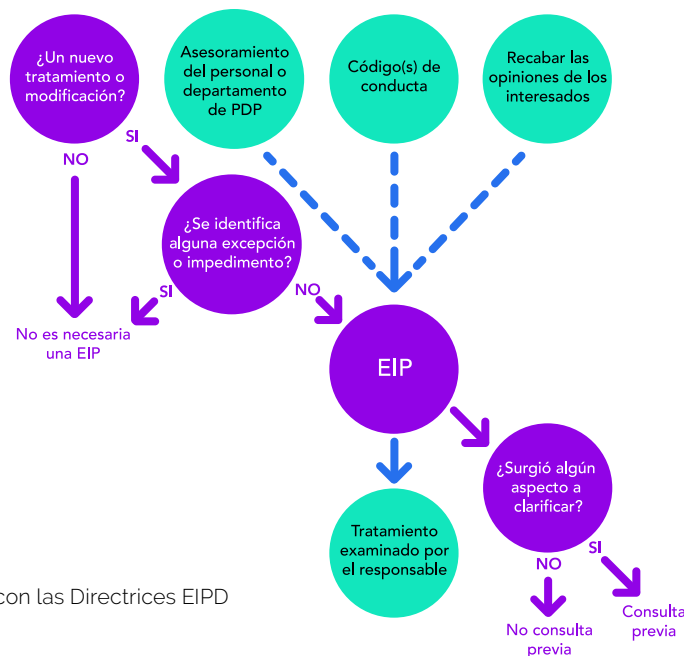 ¿Un nuevo
tratamiento o
modificación?
Asesoramiento
del personal o
departamento
de PDP
Código(s) de
conducta
Recabar las
opiniones de los
interesados
NO
SI
¿Se identifica
alguna excepción
o impedimento?
SI
NO
No es necesaria
una EIP
EIP
¿Surgió algún
aspecto a
clarificar?
Tratamiento
examinado por
el responsable
NO
SI
con las Directrices EIPD
No consulta
previa
Consulta
previa